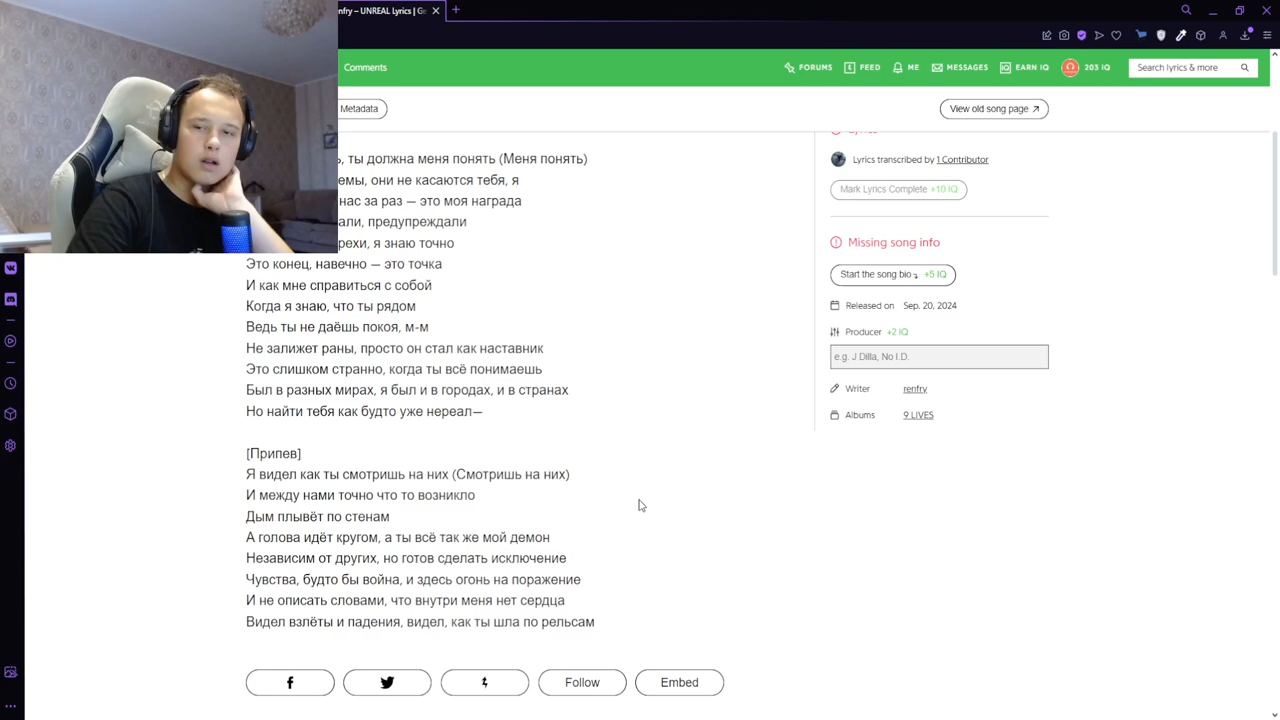 nfry – UNREAL Lyrics | Ge
Comments
FORUMS
FEED
ME
MESSAGES
EARN IQ
203 IQ
Search lyrics & more
Metadata
View old song page
, ты должна меня понять (Меня понять)
емы, они не касаются тебя, я
нас за раз — это моя награда
али, предупреждали
рехи, я знаю точно
Это конец, навечно — это точка
И как мне справиться с собой
Когда я знаю, что ты рядом
Ведь ты не даёшь покоя, м-м
Не залижет раны, просто он стал как наставник
Это слишком странно, когда ты всё понимаешь
Был в разных мирах, я был и в городах, и в странах
Но найти тебя как будто уже нереал—
[Припев]
Я видел как ты смотришь на них (Смотришь на них)
И между нами точно что то возникло
Дым плывёт по стенам
А голова идёт кругом, а ты всё так же мой демон
Независим от других, но готов сделать исключение
Чувства, будто бы война, и здесь огонь на поражение
И не описать словами, что внутри меня нет сердца
Видел взлёты и падения, видел, как ты шла по рельсам
Follow
Embed
Lyrics transcribed by 1 Contributor
Mark Lyrics Complete +10 IQ
Missing song info
Start the song bio +5 IQ
Released on Sep. 20, 2024
Producer +2 IQ
e.g. J Dilla, No I.D.
Writer renfry
Albums 9 LIVES